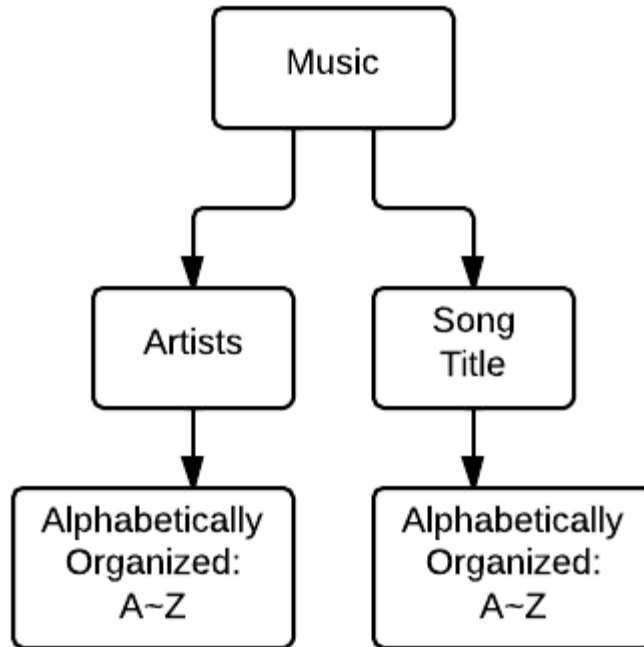 Music
Artists
Song
Title
Alphabetically
Organized:
A~Z
Alphabetically
Organized:
A~Z